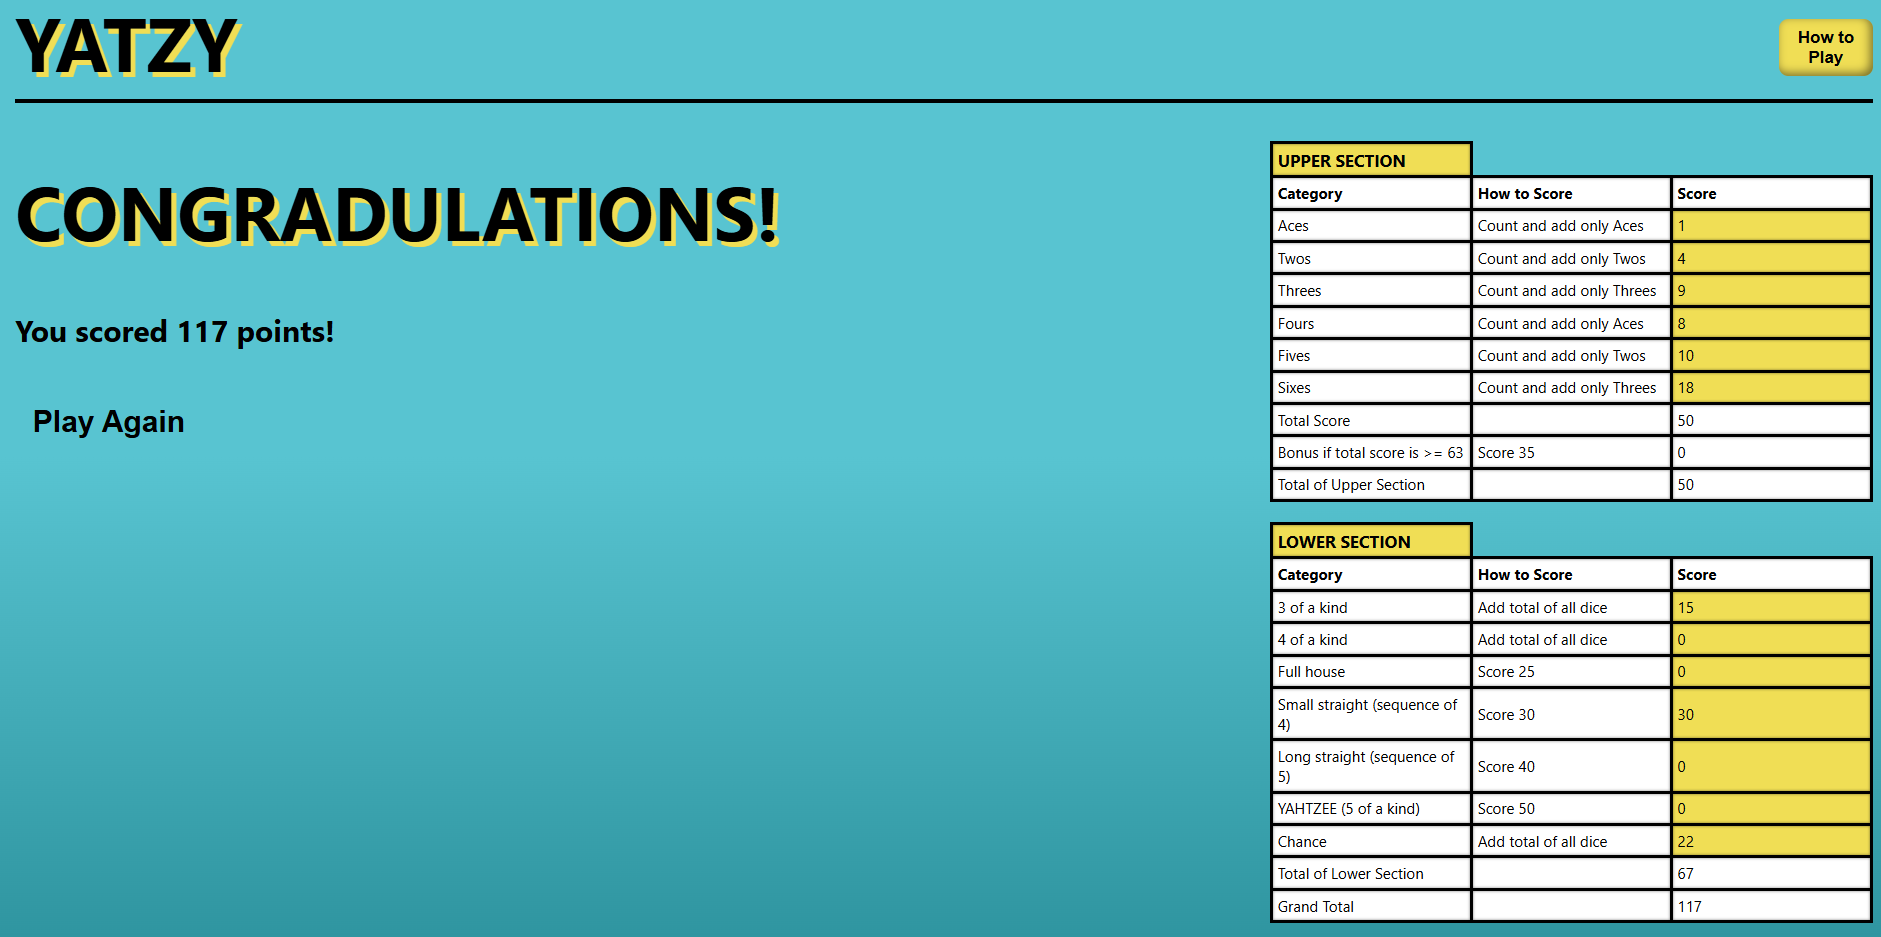 YATZY
How to
Play
CONGRADULATIONS!
You scored 117 points!
Play Again
UPPER SECTION
Category How to Score Score
Aces Count and add only Aces 1
Twos Count and add only Twos 4
Threes Count and add only Threes 9
Fours Count and add only Aces 8
Fives Count and add only Twos 10
Sixes Count and add only Threes 18
Total Score 50
Bonus if total score is >= 63 Score 35 0
Total of Upper Section 50
LOWER SECTION
Category How to Score Score
3 of a kind Add total of all dice 15
4 of a kind Add total of all dice 0
Full house Score 25 0
Small straight (sequence of
4) Score 30 30
Long straight (sequence of
5) Score 40 0
YAHTZEE (5 of a kind) Score 50 0
Chance Add total of all dice 22
Total of Lower Section 67
Grand Total 117